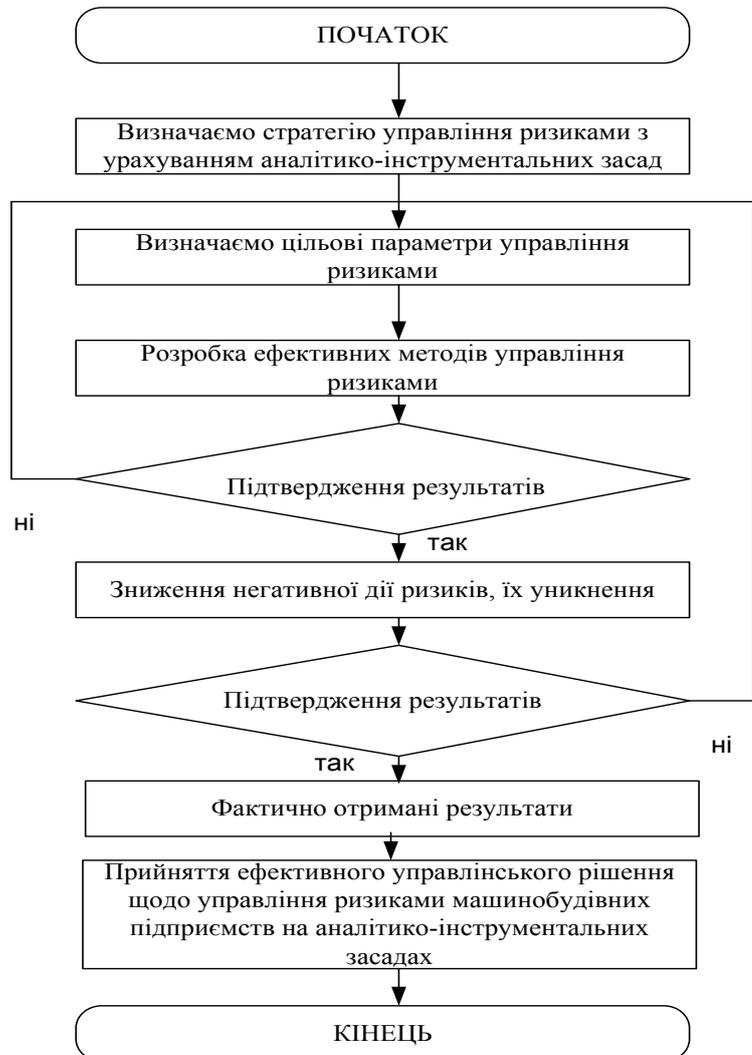 ПОЧАТОК
Визначаємо стратегію управління ризиками з
урахуванням аналітико-інструментальних засад
Визначаємо цільові параметри управління
ризиками
Розробка ефективних методів управління
ризиками
Підтвердження результатів
ні
так
Зниження негативної дії ризиків, їх уникнення
Підтвердження результатів
ні
так
Фактично отримані результати
Прийняття ефективного управлінського рішення
щодо управління ризиками машинобудівних
підприємств на аналітико-інструментальних
засадах
КІНЕЦЬ